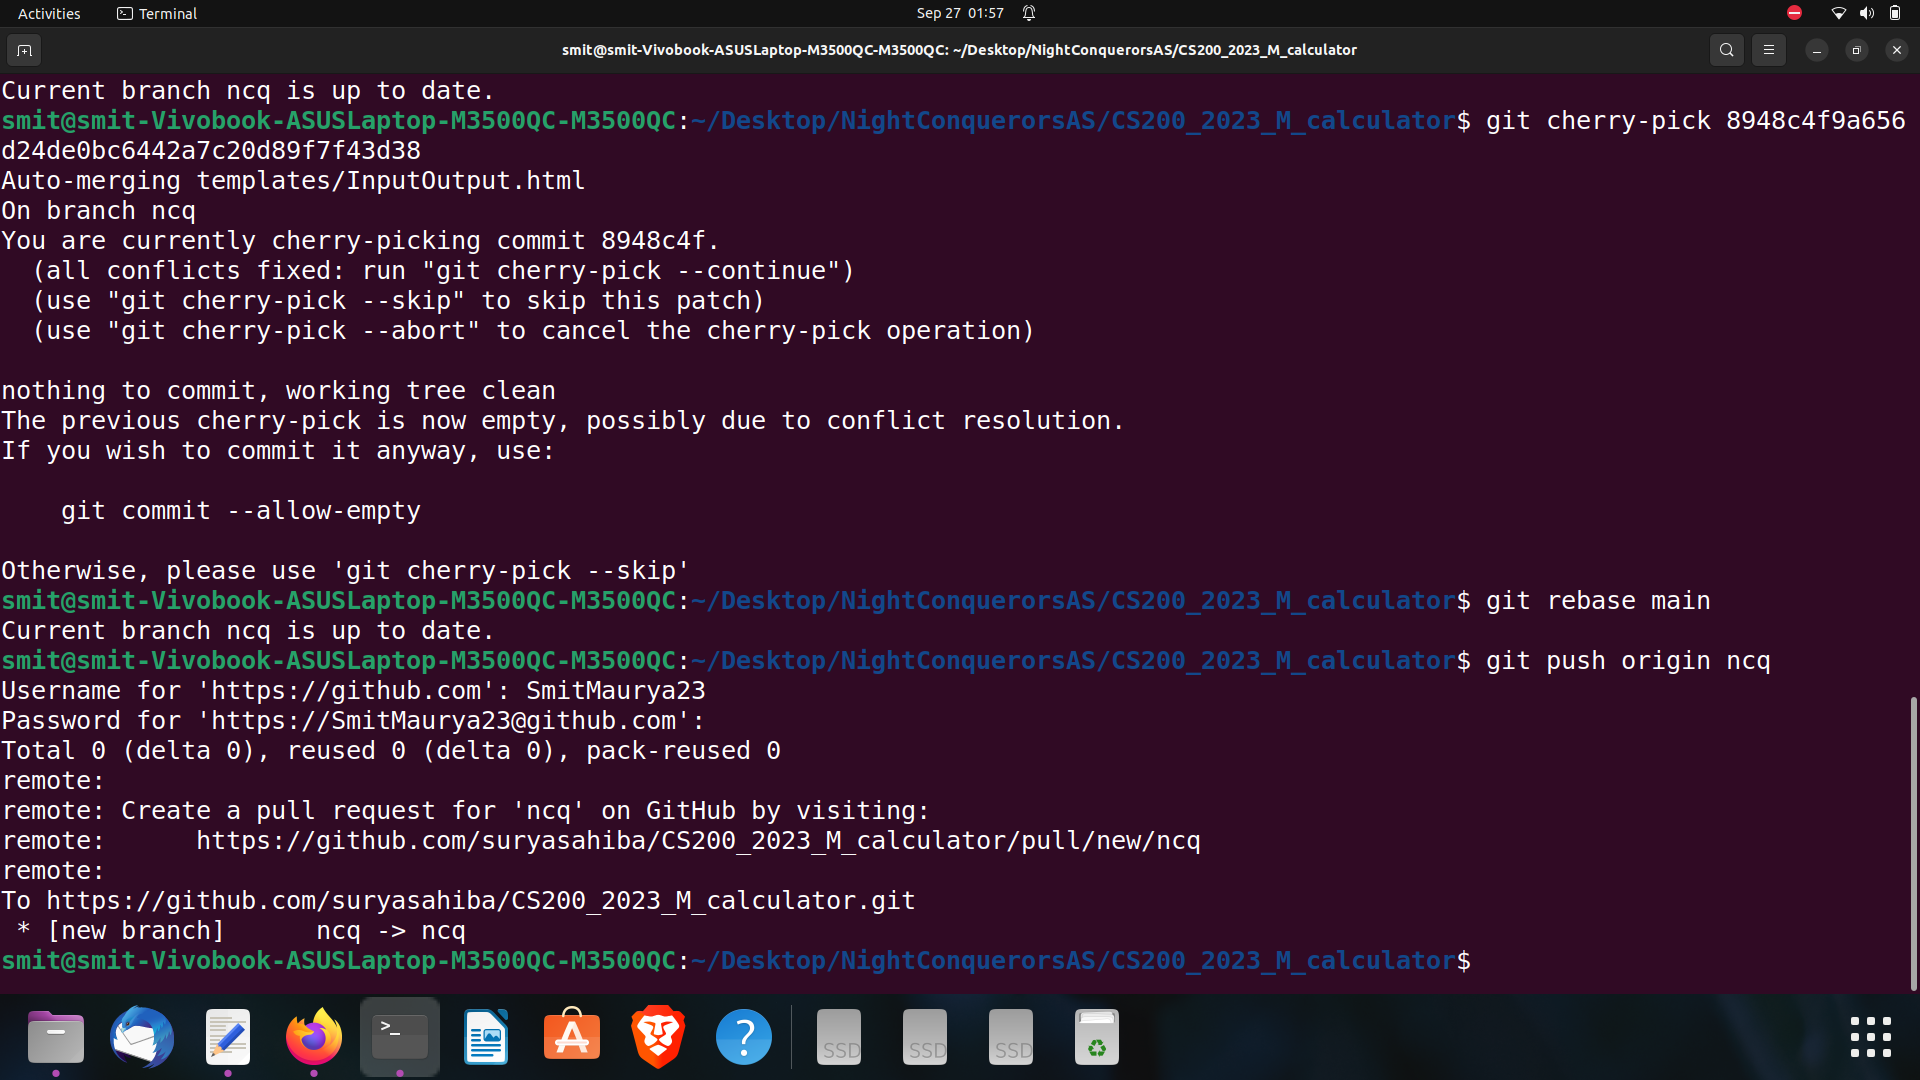 Activities
Terminal
Sep 27 01:57
smit@smit-Vivobook-ASUSLaptop-M3500QC-M3500QC: ~/Desktop/NightConquerorsAS/CS200_2023_M_calculator
Current branch ncq is up to date.
smit@smit-Vivobook-ASUSLaptop-M3500QC-M3500QC:~/Desktop/NightConquerorsAS/CS200_2023_M_calculator$ git cherry-pick 8948c4f9a656
d24de0bc6442a7c20d89f7f43d38
Auto-merging templates/InputOutput.html
On branch ncq
You are currently cherry-picking commit 8948c4f.
  (all conflicts fixed: run "git cherry-pick --continue")
  (use "git cherry-pick --skip" to skip this patch)
  (use "git cherry-pick --abort" to cancel the cherry-pick operation)
nothing to commit, working tree clean
The previous cherry-pick is now empty, possibly due to conflict resolution.
If you wish to commit it anyway, use:
    git commit --allow-empty
Otherwise, please use 'git cherry-pick --skip'
smit@smit-Vivobook-ASUSLaptop-M3500QC-M3500QC:~/Desktop/NightConquerorsAS/CS200_2023_M_calculator$ git rebase main
Current branch ncq is up to date.
smit@smit-Vivobook-ASUSLaptop-M3500QC-M3500QC:~/Desktop/NightConquerorsAS/CS200_2023_M_calculator$ git push origin ncq
Username for 'https://github.com': SmitMaurya23
Password for 'https://SmitMaurya23@github.com':
Total 0 (delta 0), reused 0 (delta 0), pack-reused 0
remote:
remote: Create a pull request for 'ncq' on GitHub by visiting:
remote:      https://github.com/suryasahiba/CS200_2023_M_calculator/pull/new/ncq
remote:
To https://github.com/suryasahiba/CS200_2023_M_calculator.git
 * [new branch]      ncq -> ncq
smit@smit-Vivobook-ASUSLaptop-M3500QC-M3500QC:~/Desktop/NightConquerorsAS/CS200_2023_M_calculator$
SSD
SSD
SSD